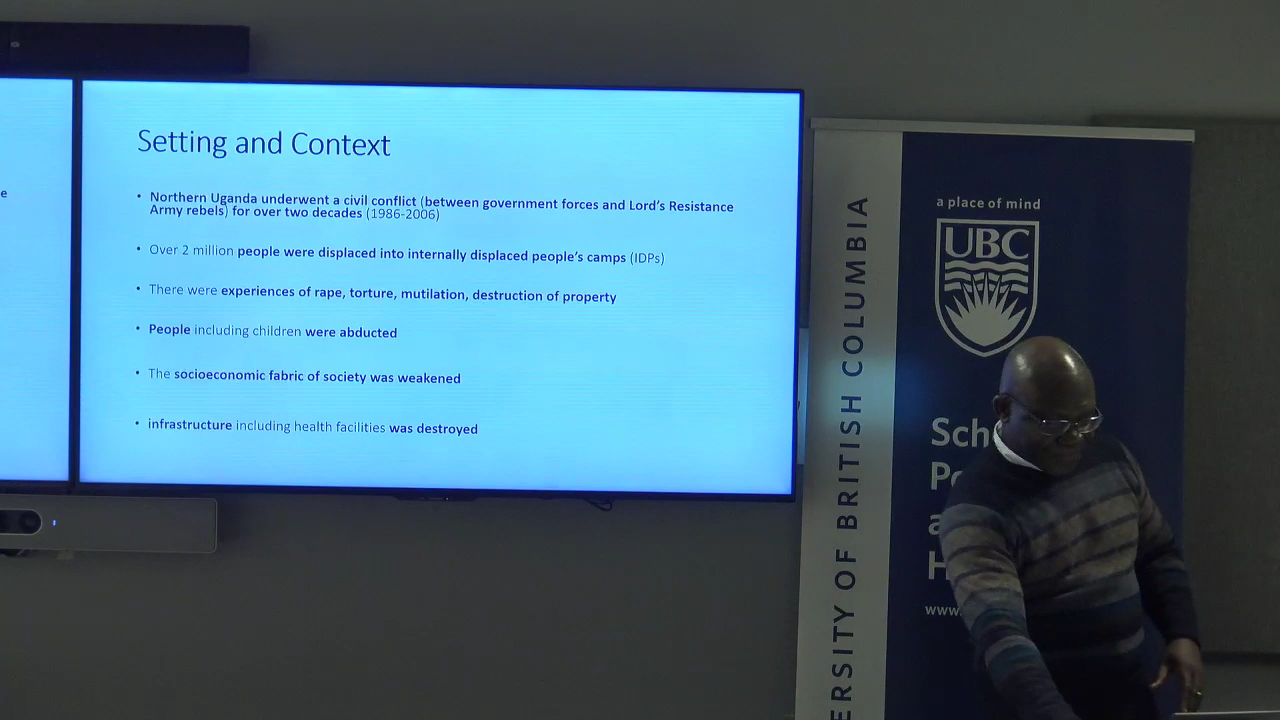 e
Setting and Context
• Northern Uganda underwent a civil conflict (between government forces and Lord's Resistance
Army rebels) for over two decades (1986-2006)
• Over 2 million people were displaced into internally displaced people's camps (IDPs)
• There were experiences of rape, torture, mutilation, destruction of property
• People including children were abducted
• The socioeconomic fabric of society was weakened
• infrastructure including health facilities was destroyed
ERSITY OF BRITISH COLUMBIA
a place of mind
UBC
Sch
P
a
H
www.